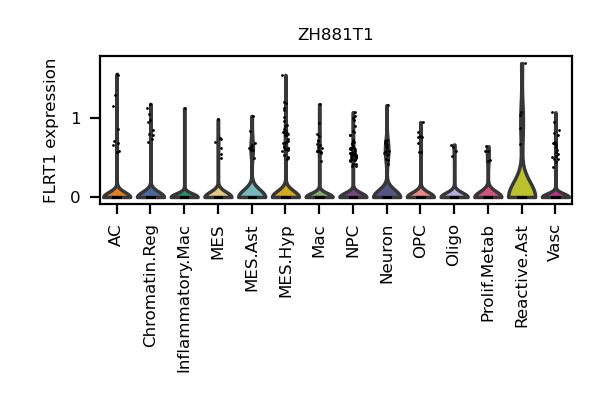 ZH881T1
FLRT1 expression
1
0
AC
Chromatin.Reg
Inflammatory.Mac
MES
MES.Ast
MES.Hyp
Mac
NPC
Neuron
OPC
Oligo
Prolif.Metab
Reactive.Ast
Vasc